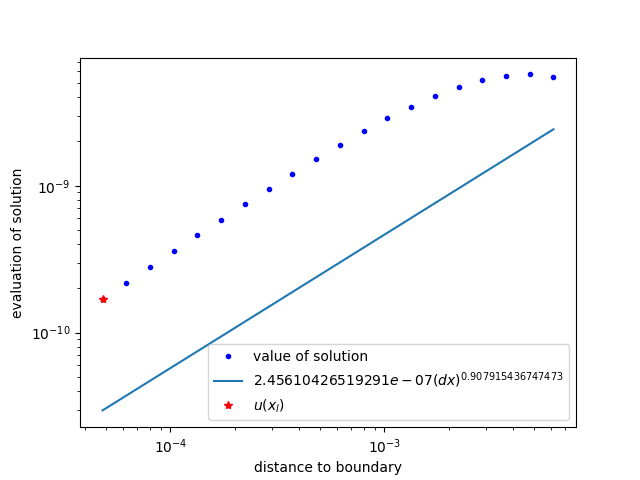 evaluation of solution
10⁻⁹
10⁻¹⁰
value of solution
2.45610426519291e − 07(dx)^0.907915436747473
u(x_l)
10⁻⁴
10⁻³
distance to boundary